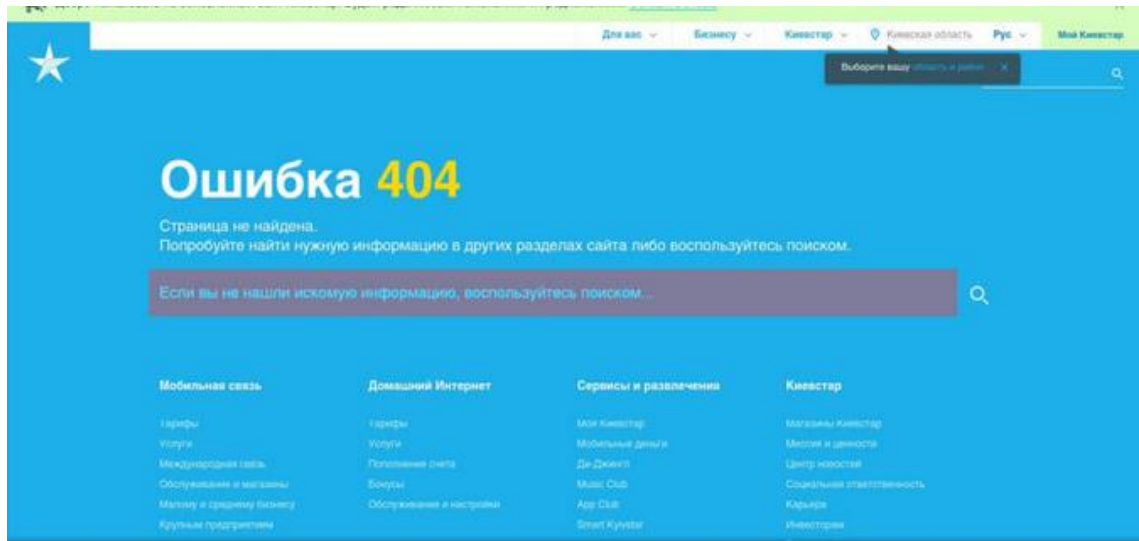 Для вас
Бизнесу
Киевстар
Киевская область
Рус
Мой Киевстар
Выберите вашу область и район
Ошибка 404
Страница не найдена.
Попробуйте найти нужную информацию в других разделах сайта либо воспользуйтесь поиском.
Если вы не нашли искомую информацию, воспользуйтесь поиском...
Мобильная связь
Тарифы
Услуги
Международная связь
Обслуживание и магазины
Малому и среднему бизнесу
Крупным предприятиям
Домашний Интернет
Тарифы
Услуги
Пополнение счета
Бонусы
Обслуживание и настройки
Сервисы и развлечения
Мой Киевстар
Мобильные деньги
Ди-Джингл
Music Club
App Club
Smart Kyivstar
Киевстар
Магазины Киевстар
Миссия и ценности
Центр новостей
Социальная ответственность
Карьера
Инвесторам